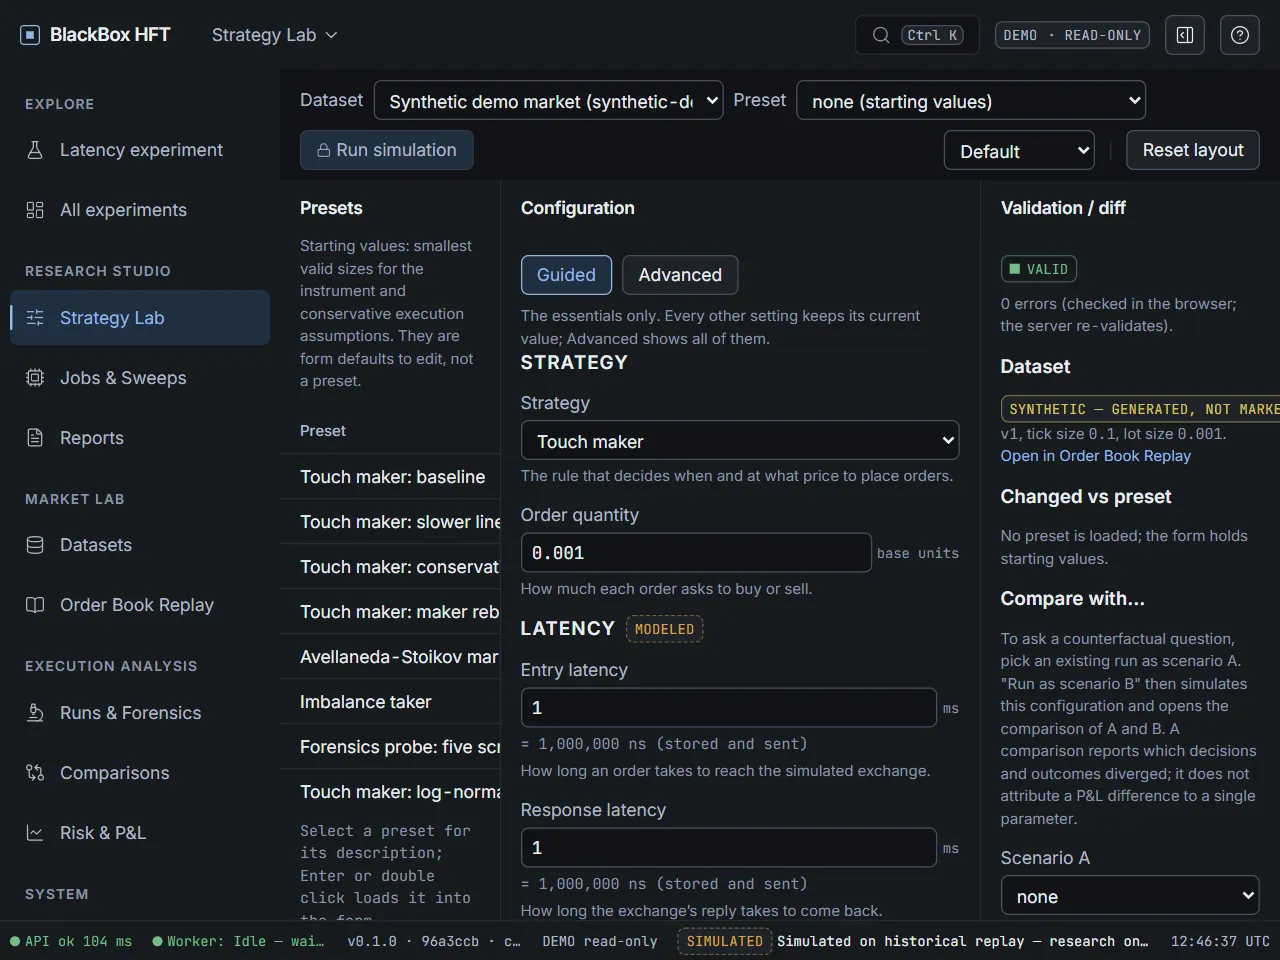 BlackBox HFT
Strategy Lab
Ctrl K
DEMO · READ-ONLY
EXPLORE
Latency experiment
All experiments
RESEARCH STUDIO
Strategy Lab
Jobs & Sweeps
Reports
MARKET LAB
Datasets
Order Book Replay
EXECUTION ANALYSIS
Runs & Forensics
Comparisons
Risk & P&L
SYSTEM
Dataset
Synthetic demo market (synthetic-de
Preset
none (starting values)
Run simulation
Default
Reset layout
Presets
Starting values: smallest
valid sizes for the
instrument and
conservative execution
assumptions. They are
form defaults to edit, not
a preset.
Preset
Touch maker: baseline
Touch maker: slower line
Touch maker: conservat
Touch maker: maker reb
Avellaneda-Stoikov mar
Imbalance taker
Forensics probe: five scr
Touch maker: log-norma
Select a preset for
its description;
Enter or double
click loads it into
the form.
Configuration
Guided
Advanced
The essentials only. Every other setting keeps its current
value; Advanced shows all of them.
STRATEGY
Strategy
Touch maker
The rule that decides when and at what price to place orders.
Order quantity
0.001
base units
How much each order asks to buy or sell.
LATENCY
MODELED
Entry latency
1
ms
= 1,000,000 ns (stored and sent)
How long an order takes to reach the simulated exchange.
Response latency
1
ms
= 1,000,000 ns (stored and sent)
How long the exchange's reply takes to come back.
Validation / diff
VALID
0 errors (checked in the browser;
the server re-validates).
Dataset
SYNTHETIC — GENERATED, NOT MARKE
v1, tick size 0.1, lot size 0.001.
Open in Order Book Replay
Changed vs preset
No preset is loaded; the form holds
starting values.
Compare with…
To ask a counterfactual question,
pick an existing run as scenario A.
"Run as scenario B" then simulates
this configuration and opens the
comparison of A and B. A
comparison reports which decisions
and outcomes diverged; it does not
attribute a P&L difference to a single
parameter.
Scenario A
none
API ok 104 ms
Worker: Idle — wai…
v0.1.0 · 96a3ccb · c…
DEMO read-only
SIMULATED
Simulated on historical replay — research on…
12:46:37 UTC